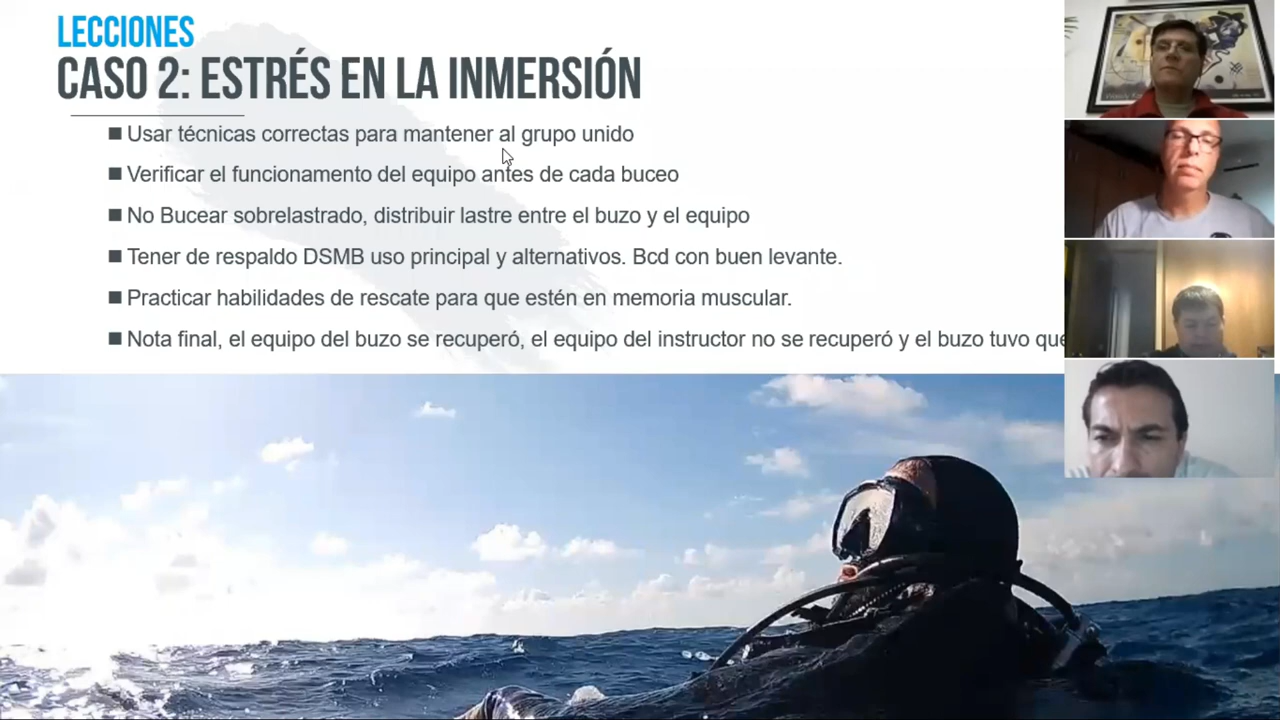 LECCIONES
CASO 2: ESTRÉS EN LA INMERSIÓN
Usar técnicas correctas para mantener al grupo unido
Verificar el funcionamento del equipo antes de cada buceo
No Bucear sobrelastrado, distribuir lastre entre el buzo y el equipo
Tener de respaldo DSMB uso principal y alternativos. Bcd con buen levante.
Practicar habilidades de rescate para que estén en memoria muscular.
Nota final, el equipo del buzo se recuperó, el equipo del instructor no se recuperó y el buzo tuvo que